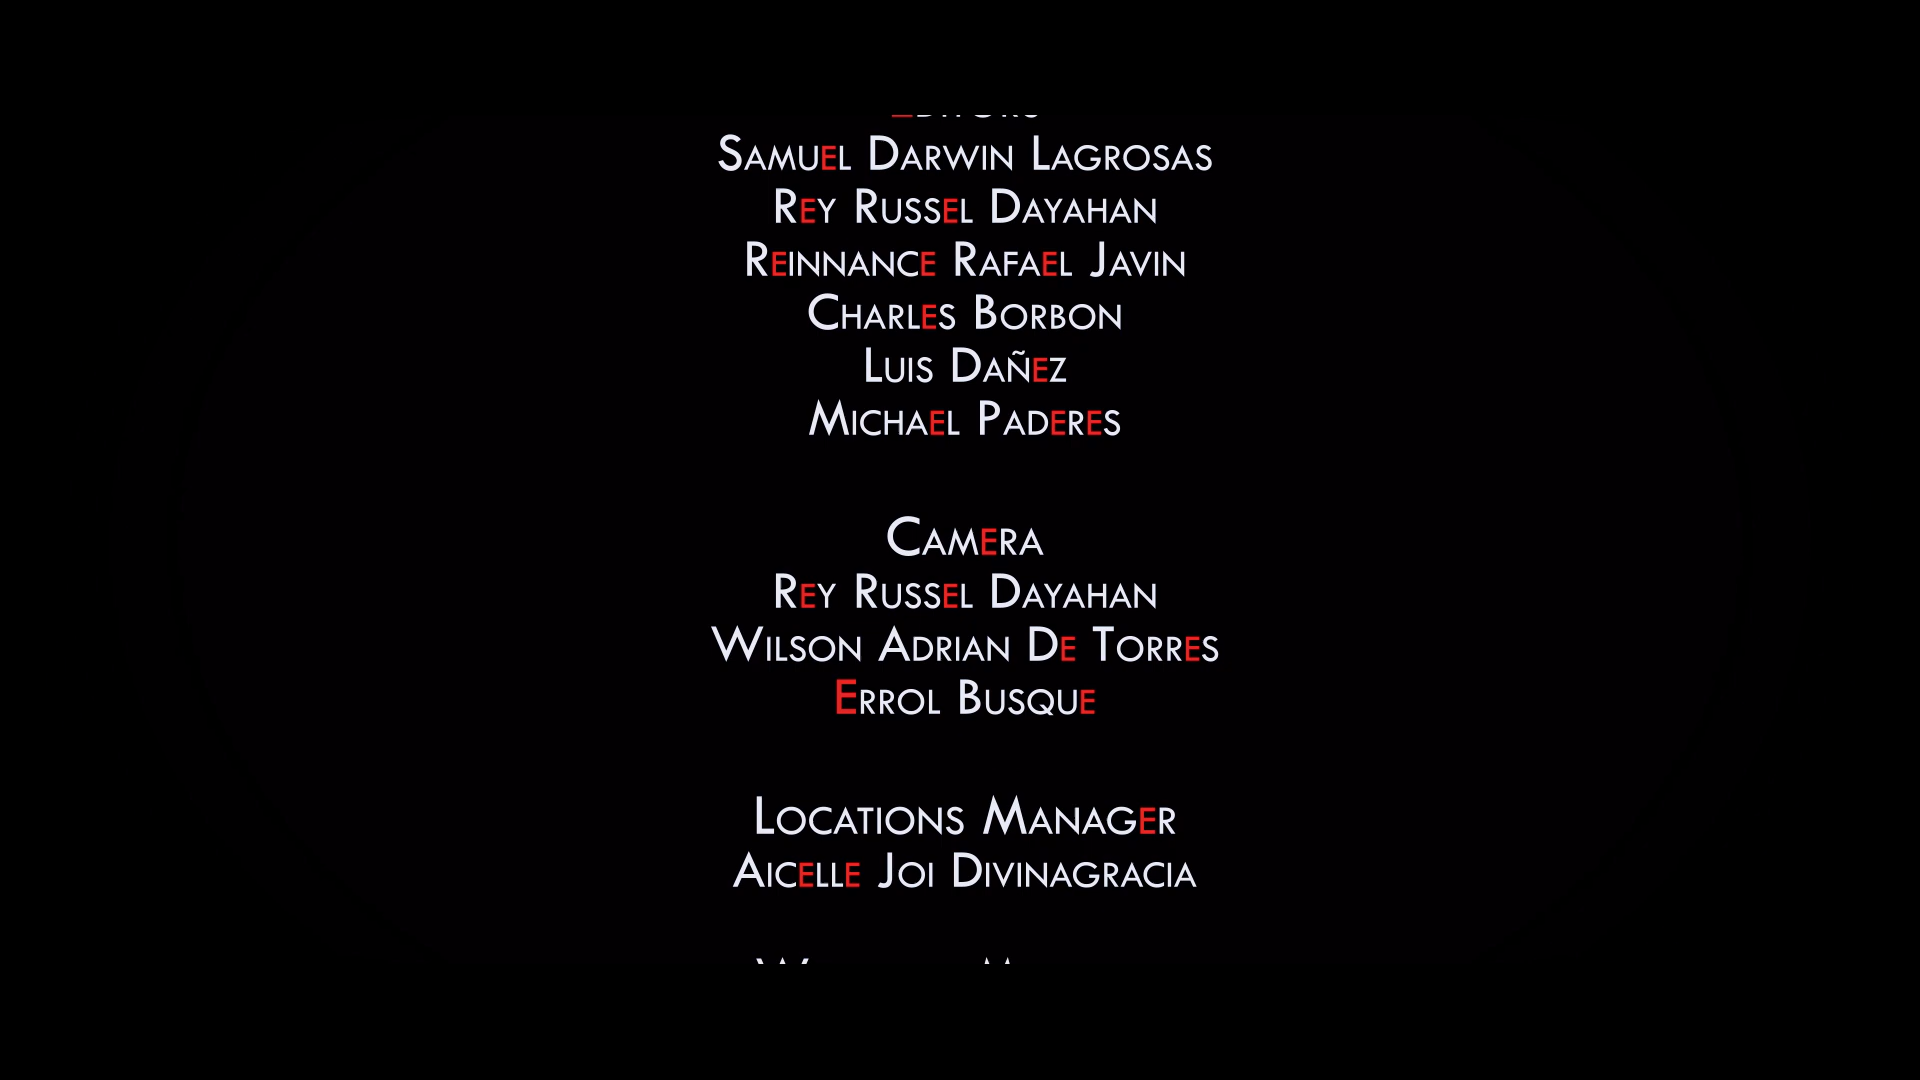 Editors
Samuel Darwin Lagrosas
Rey Russel Dayahan
Reinnance Rafael Javin
Charles Borbon
Luis Dañez
Michael Paderes
Camera
Rey Russel Dayahan
Wilson Adrian De Torres
Errol Busque
Locations Manager
Aicelle Joi Divinagracia